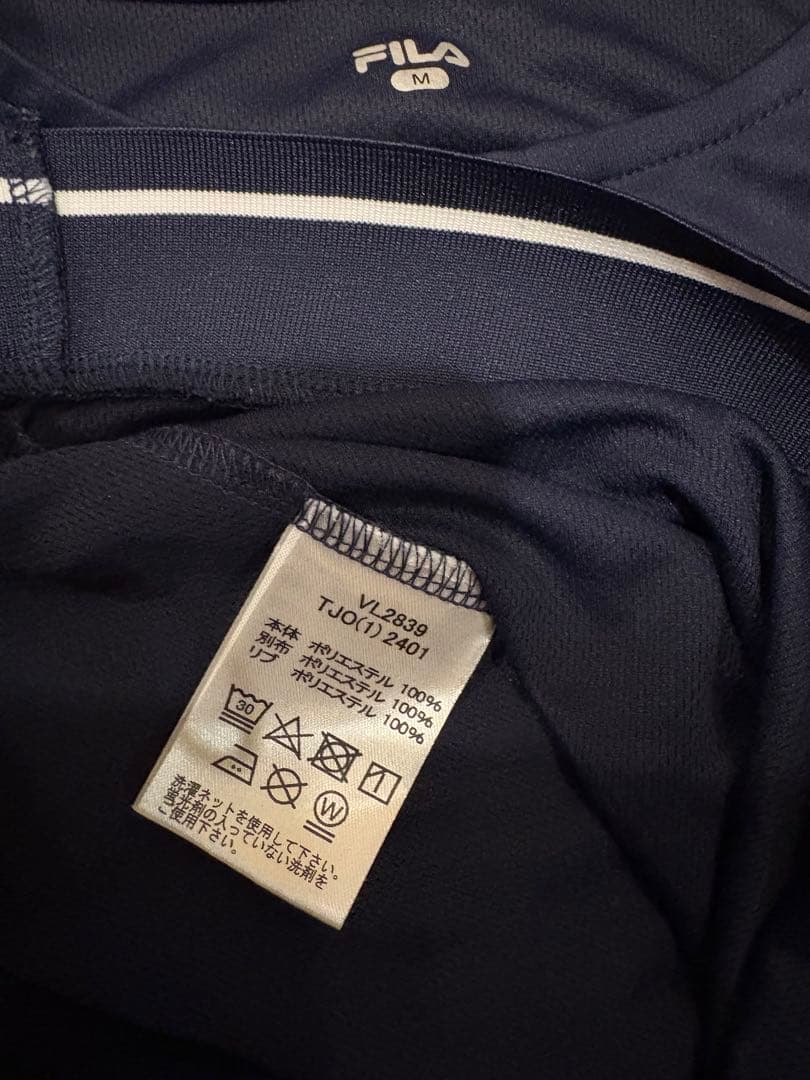 FILA
M
VL2839
TJO(1) 2401
本体 ポリエステル 100%
別布 ポリエステル 100%
リブ ポリエステル 100%
30
W
洗濯ネットを使用して下さい。
蛍光剤の入っていない洗剤を
ご使用下さい。